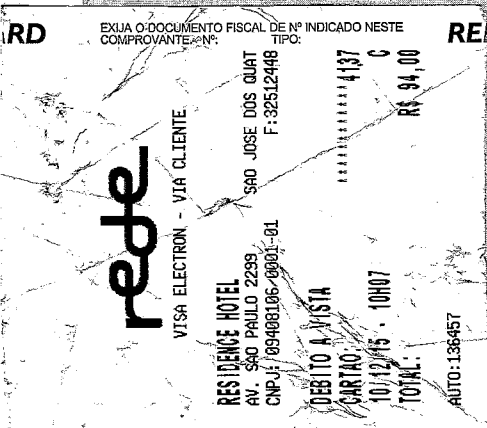 RD
EXIJA O DOCUMENTO FISCAL DE Nº INDICADO NESTE
COMPROVANTE. Nº: TIPO:
rede
VISA ELECTRON - VIA CLIENTE
RESIDENCE HOTEL
AV. SAO PAULO 2299 SAO JOSE DOS QUAT
CNPJ: 09408106/0001-01 F:32512448
DEBITO A VISTA
CARTAO: ************4137
10/12/15 - 10H07 C
TOTAL: R$ 94,00
AUTO:136457